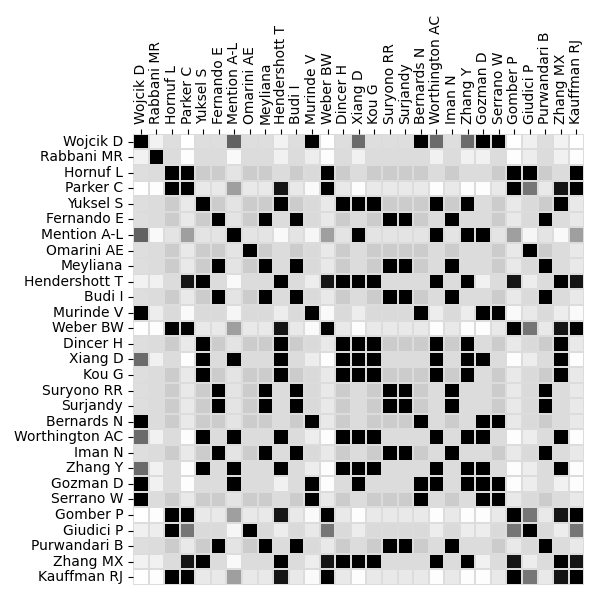 Wojcik D
Rabbani MR
Hornuf L
Parker C
Yuksel S
Fernando E
Mention A-L
Omarini AE
Meyliana
Hendershott T
Budi I
Murinde V
Weber BW
Dincer H
Xiang D
Kou G
Suryono RR
Surjandy
Bernards N
Worthington AC
Iman N
Zhang Y
Gozman D
Serrano W
Gomber P
Giudici P
Purwandari B
Zhang MX
Kauffman RJ
Wojcik D
Rabbani MR
Hornuf L
Parker C
Yuksel S
Fernando E
Mention A-L
Omarini AE
Meyliana
Hendershott T
Budi I
Murinde V
Weber BW
Dincer H
Xiang D
Kou G
Suryono RR
Surjandy
Bernards N
Worthington AC
Iman N
Zhang Y
Gozman D
Serrano W
Gomber P
Giudici P
Purwandari B
Zhang MX
Kauffman RJ